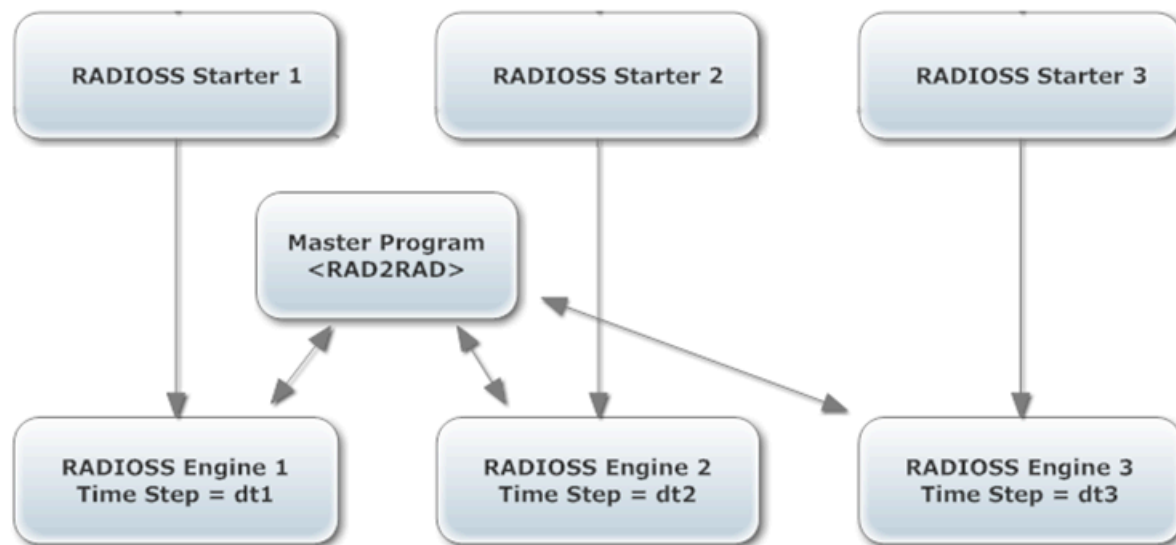 RADIOSS Starter 1
RADIOSS Starter 2
RADIOSS Starter 3
Master Program
<RAD2RAD>
RADIOSS Engine 1
Time Step = dt1
RADIOSS Engine 2
Time Step = dt2
RADIOSS Engine 3
Time Step = dt3